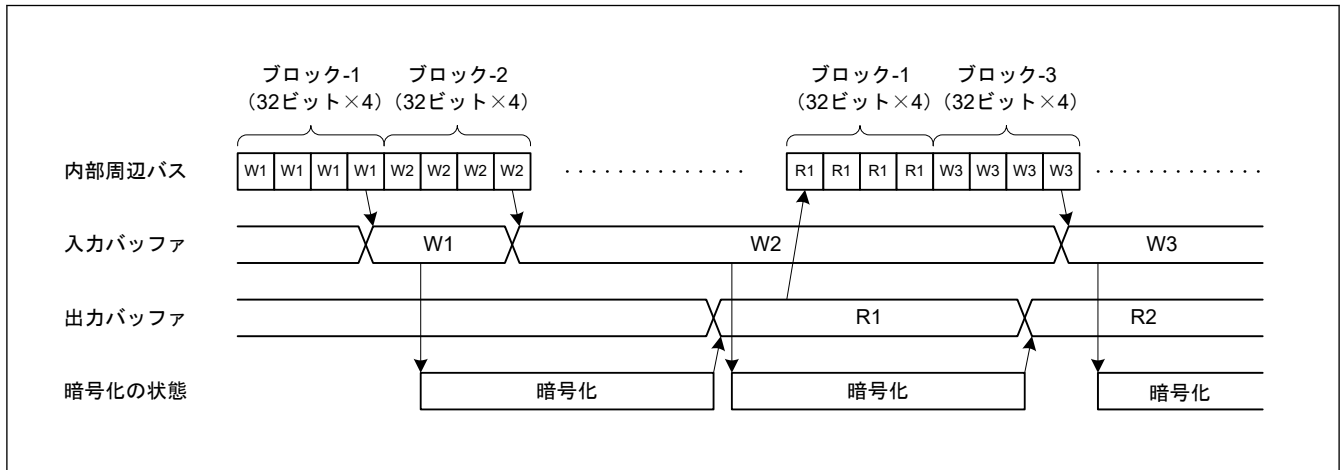 ブロック-1 ブロック-2 ブロック-1 ブロック-3
(32ビット×4) (32ビット×4) (32ビット×4) (32ビット×4)
内部周辺バス W1 W1 W1 W1 W2 W2 W2 W2 ・・・・・・・・・・・・・ R1 R1 R1 R1 W3 W3 W3 W3 ・・・・・・・・・・・・
入力バッファ W1 W2 W3
出力バッファ R1 R2
暗号化の状態 暗号化 暗号化 暗号化